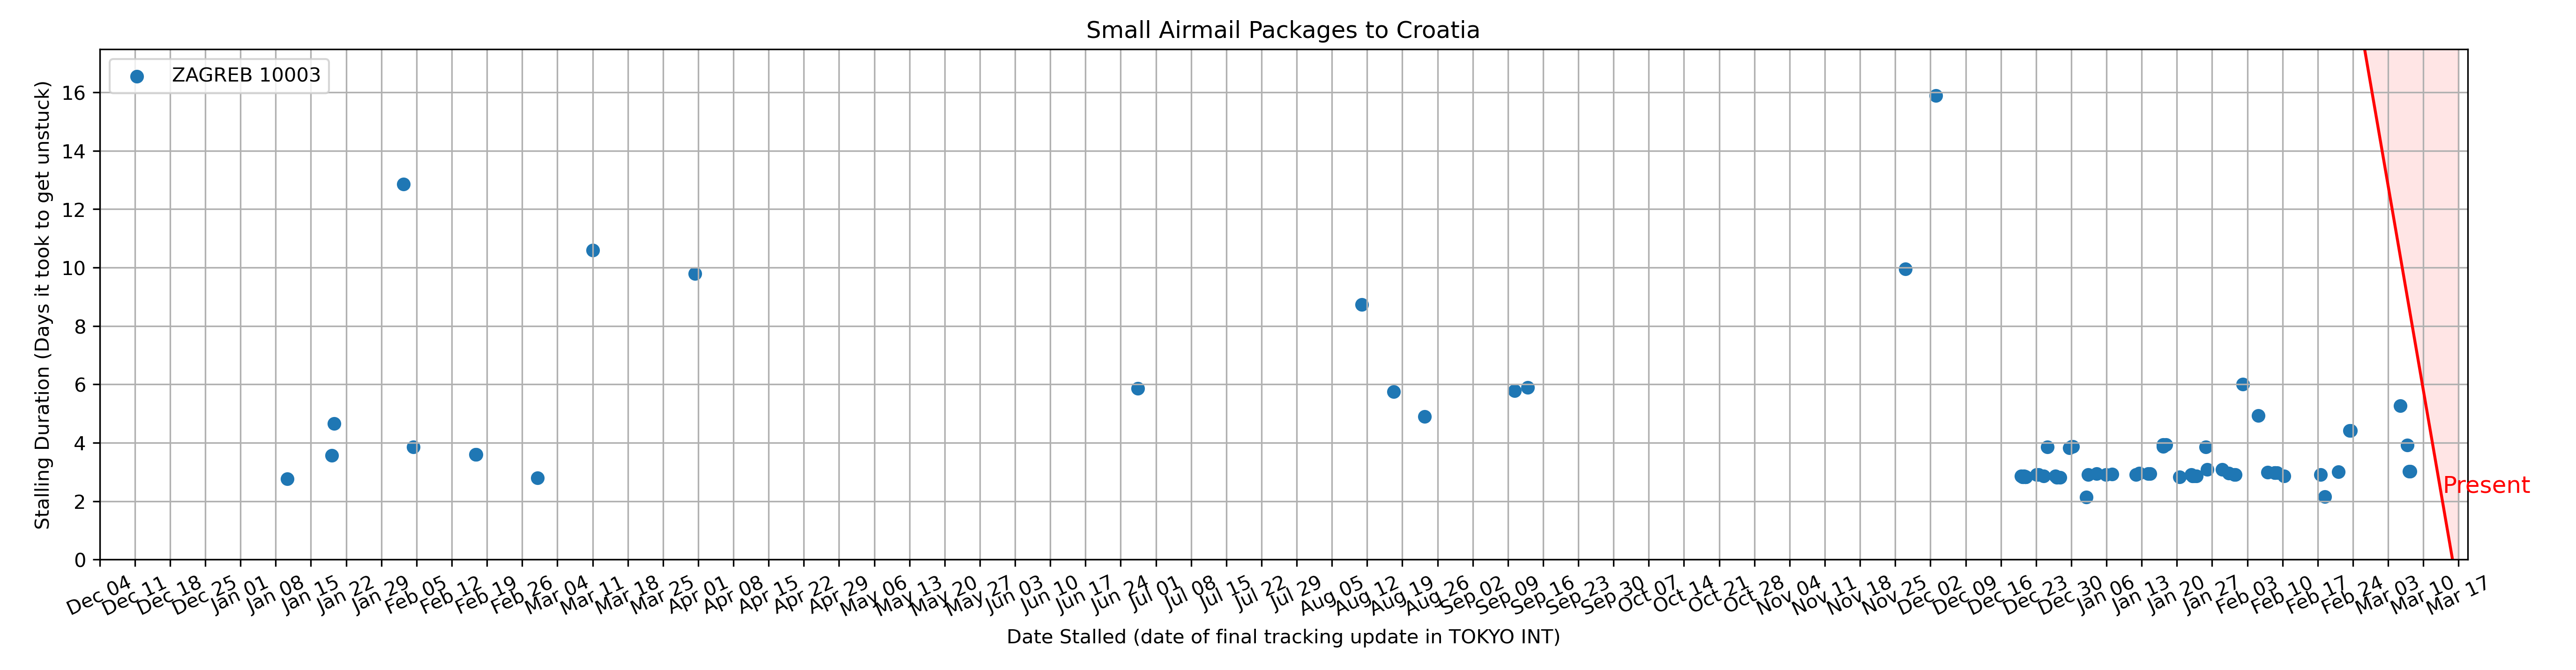 Small Airmail Packages to Croatia
ZAGREB 10003
Stalling Duration (Days it took to get unstuck)
16
14
12
10
8
6
4
2
0
Present
Dec 04 Dec 11 Dec 18 Dec 25 Jan 01 Jan 08 Jan 15 Jan 22 Jan 29 Feb 05 Feb 12 Feb 19 Feb 26 Mar 04 Mar 11 Mar 18 Mar 25 Apr 01 Apr 08 Apr 15 Apr 22 Apr 29 May 06 May 13 May 20 May 27 Jun 03 Jun 10 Jun 17 Jun 24 Jul 01 Jul 08 Jul 15 Jul 22 Jul 29 Aug 05 Aug 12 Aug 19 Aug 26 Sep 02 Sep 09 Sep 16 Sep 23 Sep 30 Oct 07 Oct 14 Oct 21 Oct 28 Nov 04 Nov 11 Nov 18 Nov 25 Dec 02 Dec 09 Dec 16 Dec 23 Dec 30 Jan 06 Jan 13 Jan 20 Jan 27 Feb 03 Feb 10 Feb 17 Feb 24 Mar 03 Mar 10 Mar 17
Date Stalled (date of final tracking update in TOKYO INT)